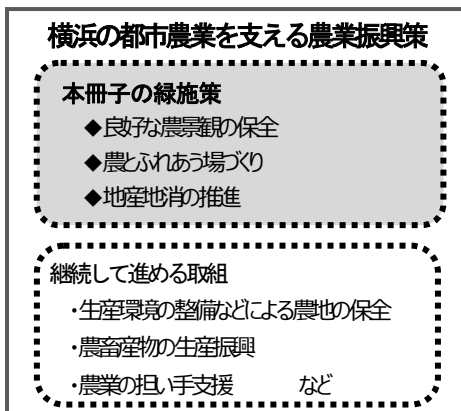 横浜の都市農業を支える農業振興策
本冊子の緑施策
◆良好な農景観の保全
◆農とふれあう場づくり
◆地産地消の推進
継続して進める取組
・生産環境の整備などによる農地の保全
・農畜産物の生産振興
・農業の担い手支援　　　など